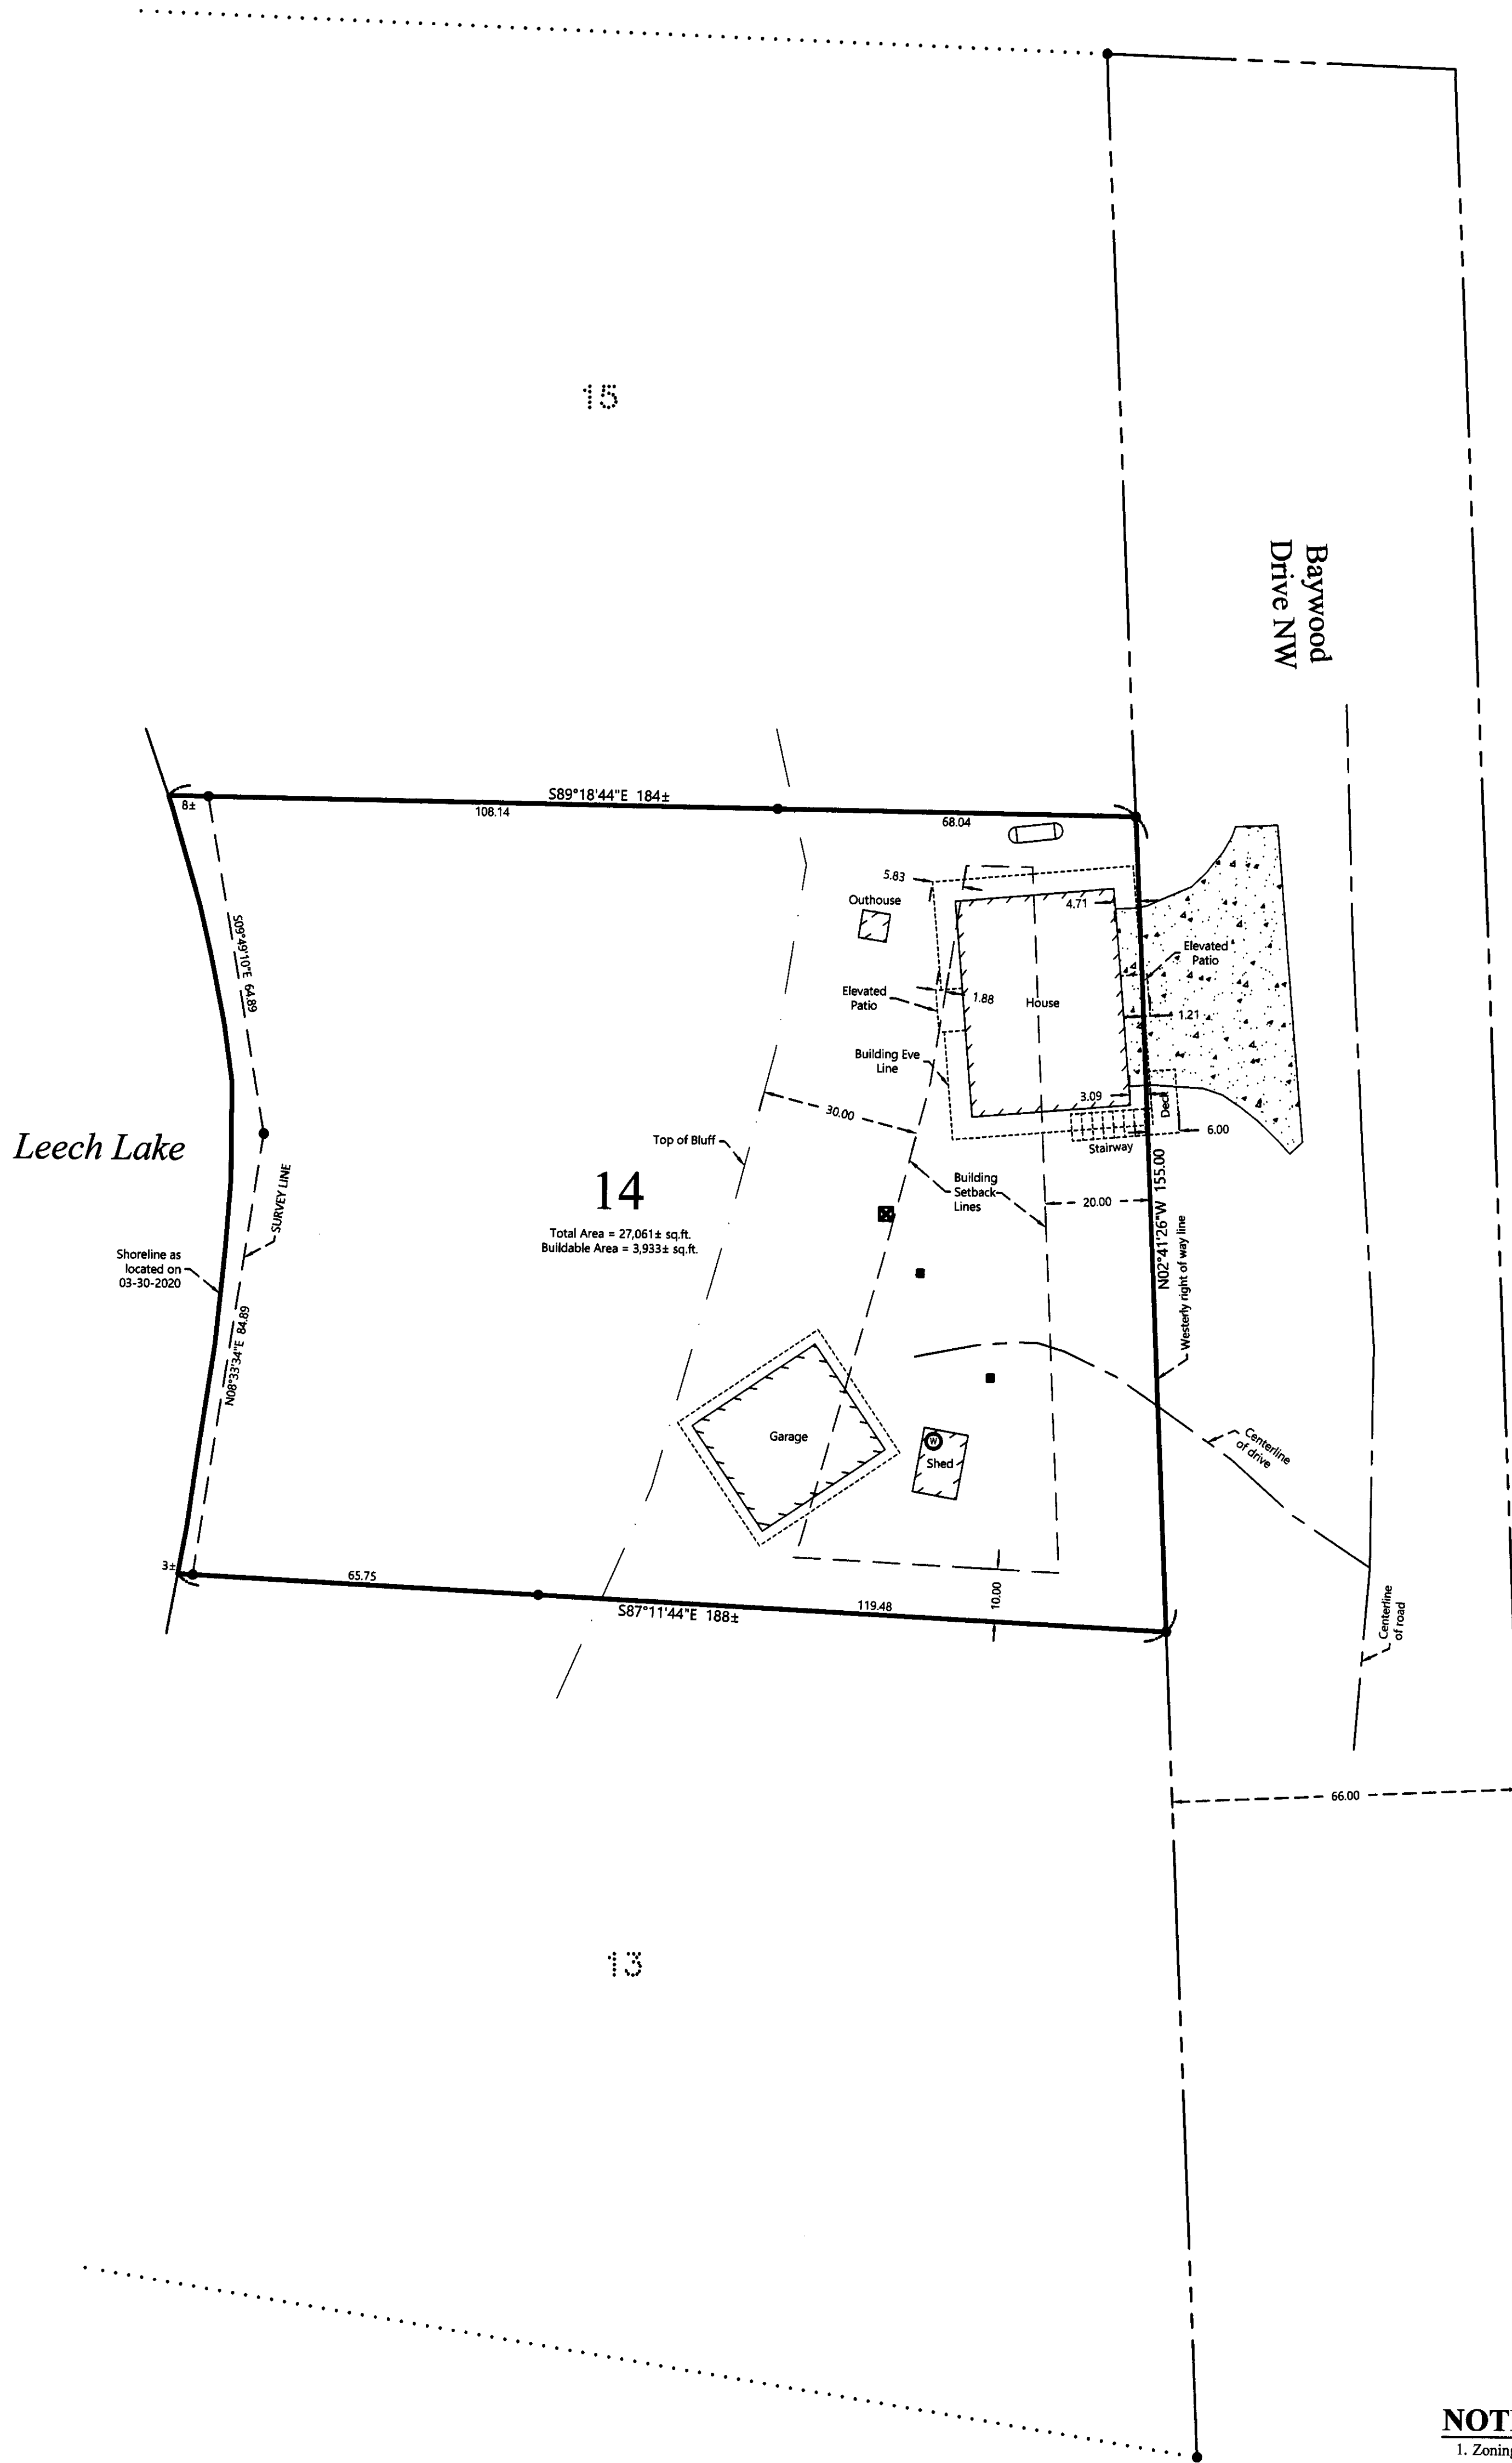 15
Baywood
Drive NW
8±
S89°18'44"E 184±
108.14
68.04
5.83
4.71
Outhouse
S09°49'10"E 64.89
Elevated
Patio
Elevated
Patio
1.88
House
1.21
Building Eve
Line
3.09
Deck
30.00
6.00
Stairway
Top of Bluff
Leech Lake
14
Total Area = 27,061± sq.ft.
Buildable Area = 3,933± sq.ft.
Building
Setback
Lines
20.00
N02°41'26"W 155.00
Westerly right of way line
SURVEY LINE
Shoreline as
located on
03-30-2020
N08°33'34"E 84.89
Garage
W
Shed
Centerline
of drive
3±
65.75
S87°11'44"E 188±
119.48
10.00
Centerline
of road
66.00
13
1. Zoning